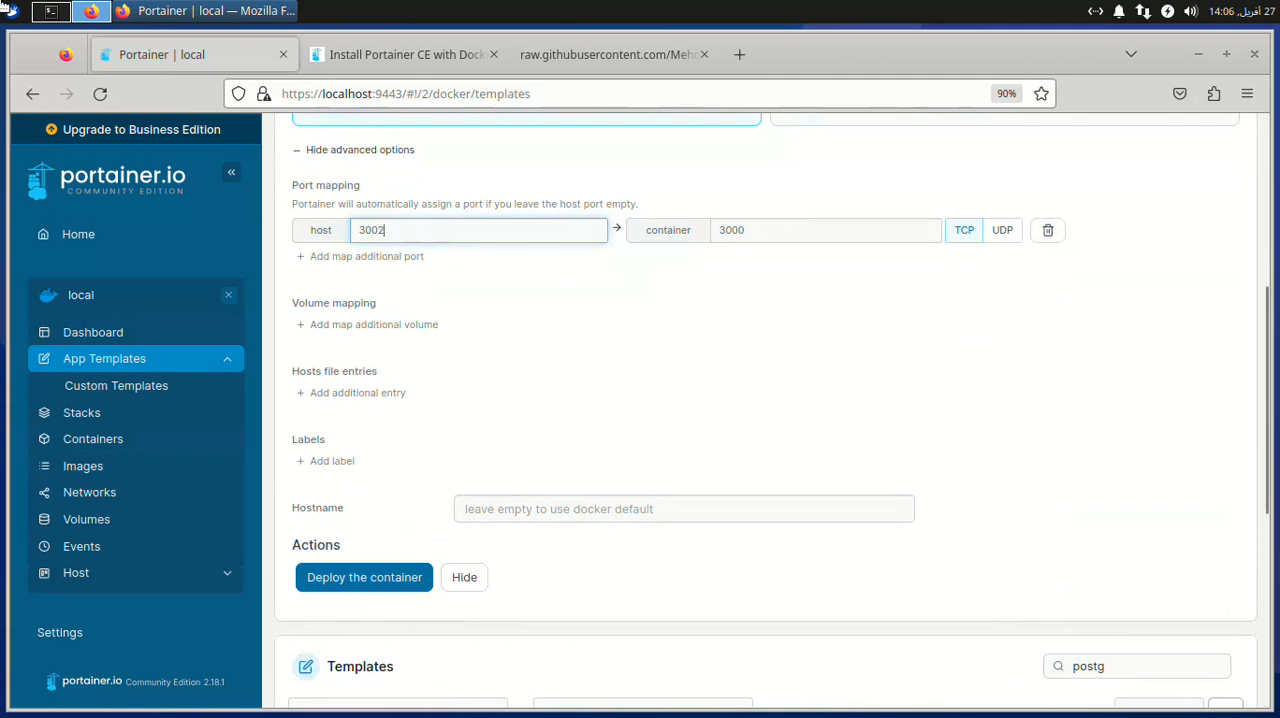 Portainer | local — Mozilla F...
27 أفريل, 14:06
Portainer | local
Install Portainer CE with Dock
raw.githubusercontent.com/Meh
https://localhost:9443/#!/2/docker/templates
90%
Upgrade to Business Edition
portainer.io
COMMUNITY EDITION
Home
local
Dashboard
App Templates
Custom Templates
Stacks
Containers
Images
Networks
Volumes
Events
Host
Settings
portainer.io Community Edition 2.18.1
Hide advanced options
Port mapping
Portainer will automatically assign a port if you leave the host port empty.
host 3002 → container 3000 TCP UDP
+ Add map additional port
Volume mapping
+ Add map additional volume
Hosts file entries
+ Add additional entry
Labels
+ Add label
Hostname leave empty to use docker default
Actions
Deploy the container Hide
Templates postg